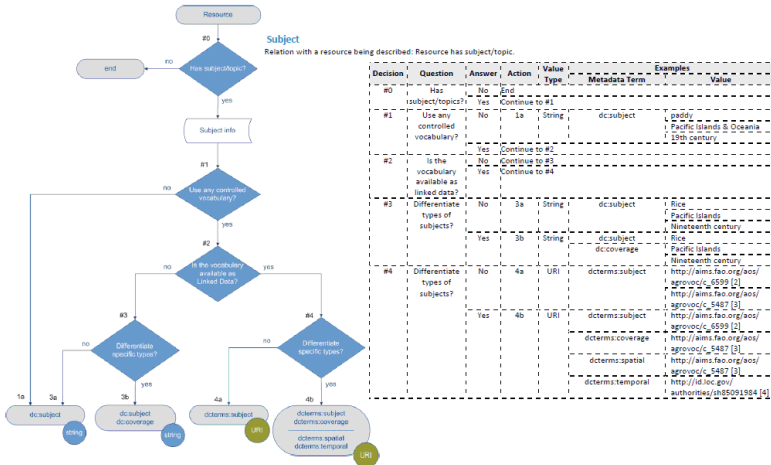 Resource
#0
Has subject/topic?
no
end
yes
Subject info
#1
Use any controlled
vocabulary?
no
yes
#2
Is the vocabulary
available as
Linked Data?
no
yes
#3
Differentiate
specific types?
no
yes
#4
Differentiate
specific types?
no
yes
1a
3a
3b
4a
4b
dc:subject
string
dc:subject
dc:coverage
string
dcterms:subject
URI
dcterms:subject
dcterms:coverage
dcterms:spatial
dcterms:temporal
URI
Subject
Relation with a resource being described: Resource has subject/topic.
Decision Question Answer Action Value Type Examples
Metadata Term Value
#0 Has subject/topics? No End
Yes Continue to #1
#1 Use any controlled vocabulary? No 1a String dc:subject paddy
Pacific Islands & Oceania
19th century
Yes Continue to #2
#2 Is the vocabulary available as linked data? No Continue to #3
Yes Continue to #4
#3 Differentiate types of subjects? No 3a String dc:subject Rice
Pacific Islands
Nineteenth century
Yes 3b String dc:subject Rice
dc:coverage Pacific Islands
Nineteenth century
#4 Differentiate types of subjects? No 4a URI dcterms:subject http://aims.fao.org/aos/
agrovoc/c_6599 [2]
http://aims.fao.org/aos/
agrovoc/c_5487 [3]
Yes 4b URI dcterms:subject http://aims.fao.org/aos/
agrovoc/c_6599 [2]
dcterms:coverage http://aims.fao.org/aos/
agrovoc/c_5487 [3]
dcterms:spatial http://aims.fao.org/aos/
agrovoc/c_5487 [3]
dcterms:temporal http://id.loc.gov/
authorities/sh85091984 [4]